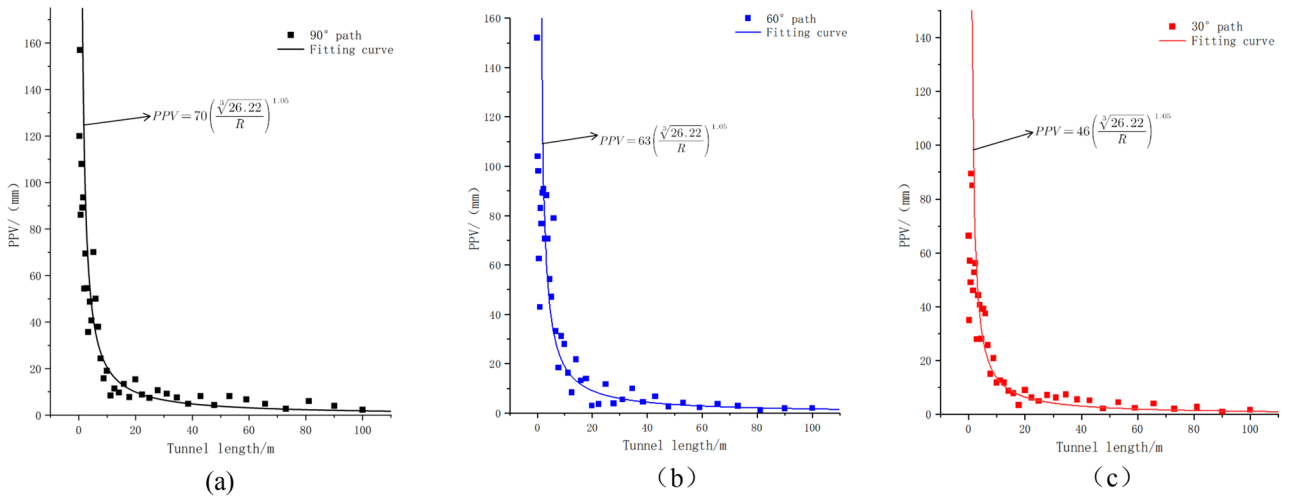 160
140
120
100
80
60
40
20
0
PPV/ (mm)
90° path
Fitting curve
PPV=70(∛26.22/R)^1.05
0 20 40 60 80 100
Tunnel length/m
(a)
160
140
120
100
80
60
40
20
0
PPV/ (mm)
60° path
Fitting curve
PPV=63(∛26.22/R)^1.05
0 20 40 60 80 100
Tunnel length/m
(b)
140
120
100
80
60
40
20
0
PPV/ (mm)
30° path
Fitting curve
PPV=46(∛26.22/R)^1.05
0 20 40 60 80 100
Tunnel length/m
(c)